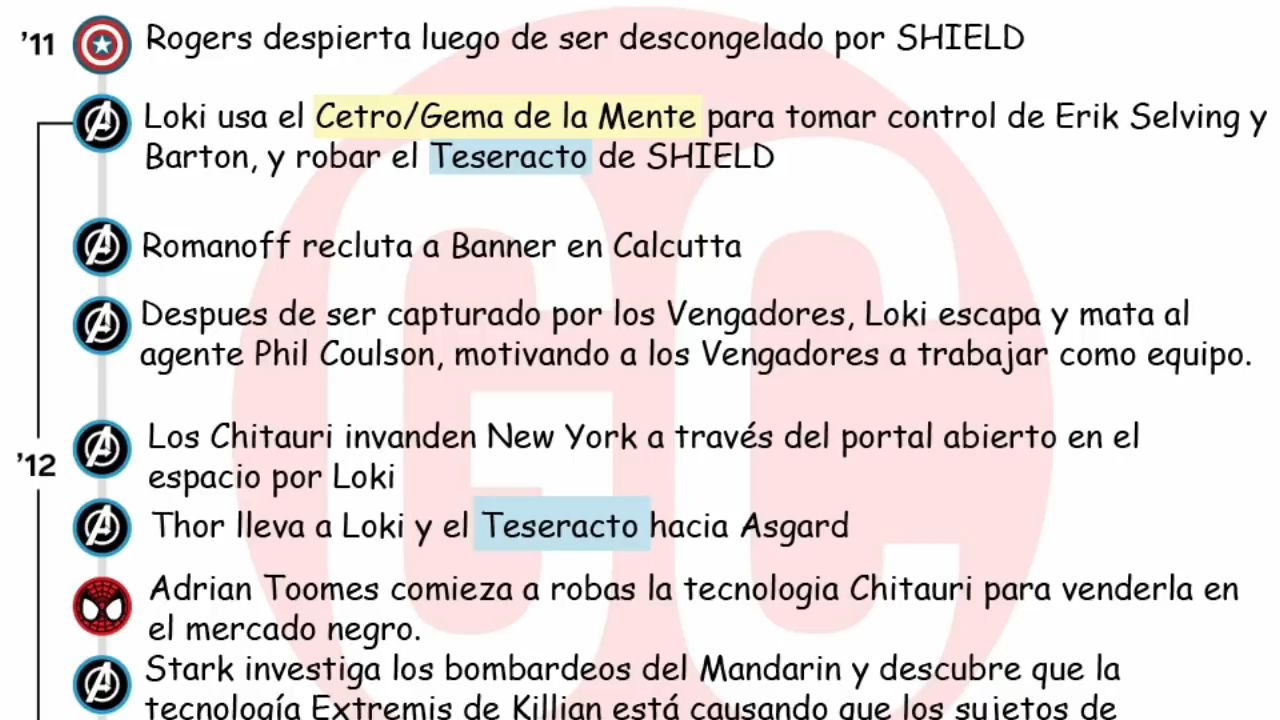 '11 Rogers despierta luego de ser descongelado por SHIELD
Loki usa el Cetro/Gema de la Mente para tomar control de Erik Selving y
Barton, y robar el Teseracto de SHIELD
Romanoff recluta a Banner en Calcutta
Despues de ser capturado por los Vengadores, Loki escapa y mata al
agente Phil Coulson, motivando a los Vengadores a trabajar como equipo.
Los Chitauri invanden New York a través del portal abierto en el
'12
espacio por Loki
Thor lleva a Loki y el Teseracto hacia Asgard
Adrian Toomes comieza a robas la tecnologia Chitauri para venderla en
el mercado negro.
Stark investiga los bombardeos del Mandarin y descubre que la
tecnología Extremis de Killian está causando que los sujetos de